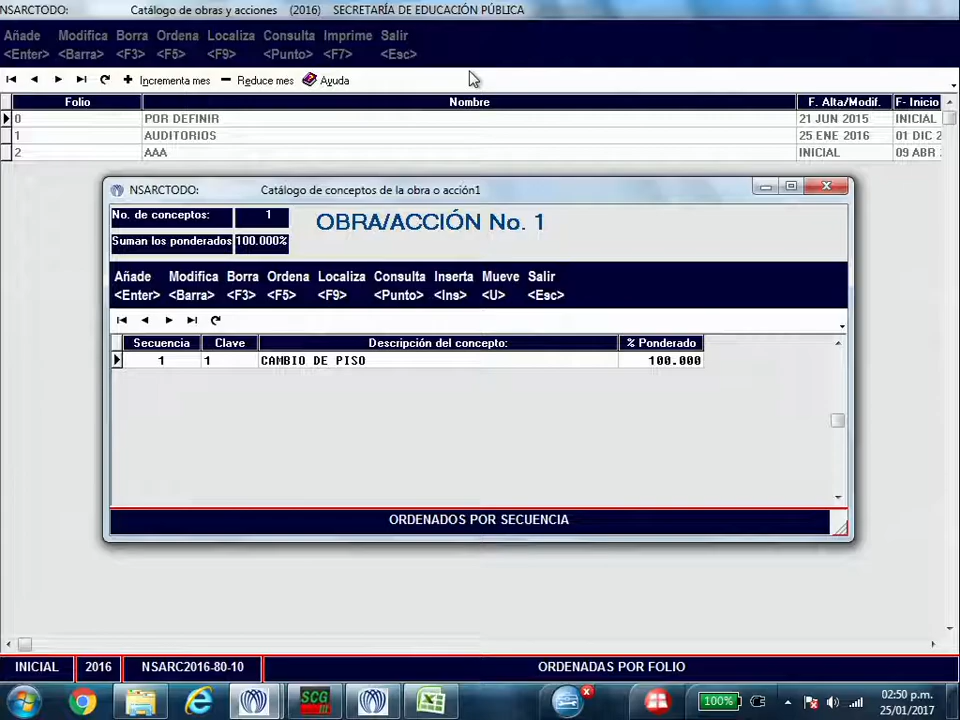 NSARCTODO: Catálogo de obras y acciones (2016) SECRETARÍA DE EDUCACIÓN PÚBLICA
Añade Modifica Borra Ordena Localiza Consulta Imprime Salir
<Enter> <Barra> <F3> <F5> <F9> <Punto> <F7> <Esc>
Incrementa mes Reduce mes Ayuda
Folio Nombre F. Alta/Modif. F- Inicio
0 POR DEFINIR 21 JUN 2015 INICIAL
1 AUDITORIOS 25 ENE 2016 01 DIC 2
2 AAA INICIAL 09 ABR
NSARCTODO: Catálogo de conceptos de la obra o acción1
No. de conceptos: 1
OBRA/ACCIÓN No. 1
Suman los ponderados 100.000%
Añade Modifica Borra Ordena Localiza Consulta Inserta Mueve Salir
<Enter> <Barra> <F3> <F5> <F9> <Punto> <Ins> <U> <Esc>
Secuencia Clave Descripción del concepto: % Ponderado
1 1 CAMBIO DE PISO 100.000
ORDENADOS POR SECUENCIA
INICIAL 2016 NSARC2016-80-10 ORDENADAS POR FOLIO
SCG
100%
02:50 p.m.
25/01/2017